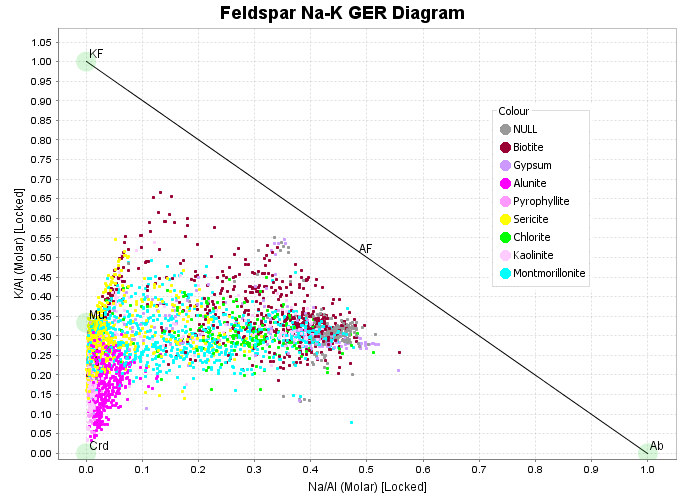 Feldspar Na-K GER Diagram
1.05
1.00
0.95
0.90
0.85
0.80
0.75
0.70
0.65
0.60
0.55
0.50
0.45
0.40
0.35
0.30
0.25
0.20
0.15
0.10
0.05
0.00
K/Al (Molar) [Locked]
KF
AF
Mu
Crd
Ab
Colour
NULL
Biotite
Gypsum
Alunite
Pyrophyllite
Sericite
Chlorite
Kaolinite
Montmorillonite
0.0 0.1 0.2 0.3 0.4 0.5 0.6 0.7 0.8 0.9 1.0
Na/Al (Molar) [Locked]